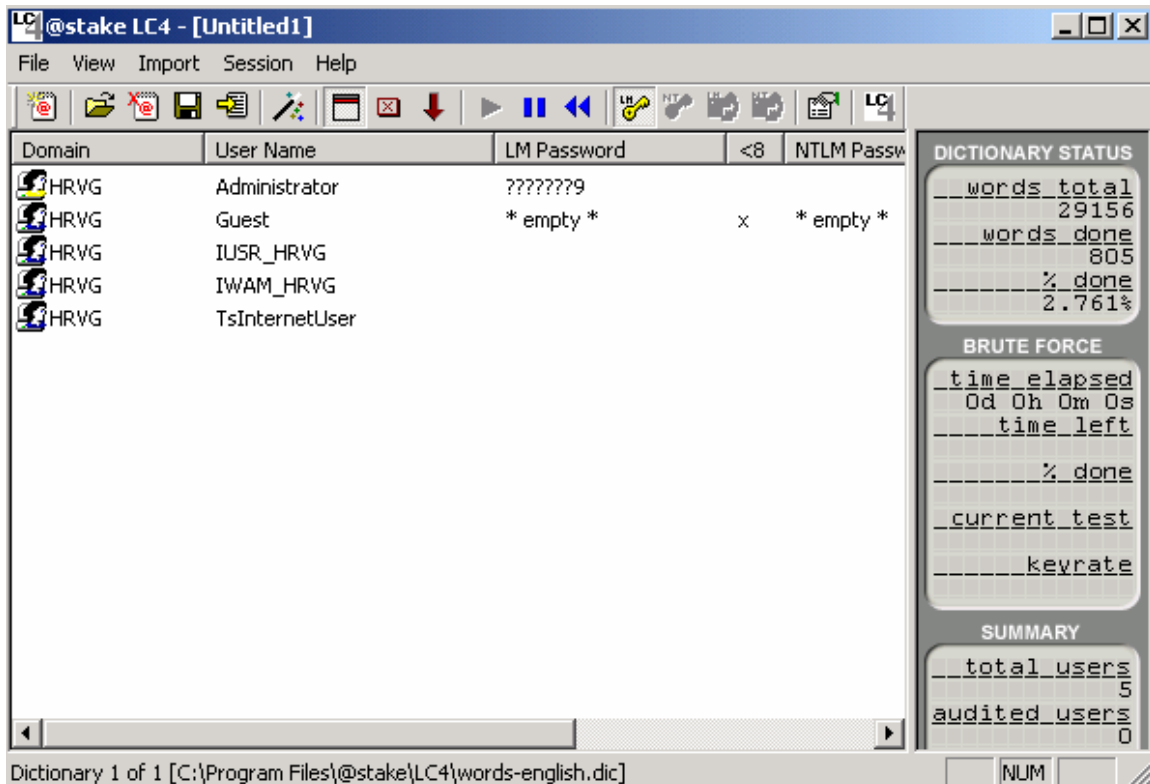 @stake LC4 - [Untitled1]
File View Import Session Help
Domain User Name LM Password <8 NTLM Passw
HRVG Administrator ????????9
HRVG Guest * empty * x * empty *
HRVG IUSR_HRVG
HRVG IWAM_HRVG
HRVG TsInternetUser
DICTIONARY STATUS
words total
29156
words done
805
% done
2.761%
BRUTE FORCE
time elapsed
0d 0h 0m 0s
time left
% done
current test
keyrate
SUMMARY
total users
5
audited users
0
Dictionary 1 of 1 [C:\Program Files\@stake\LC4\words-english.dic]
NUM